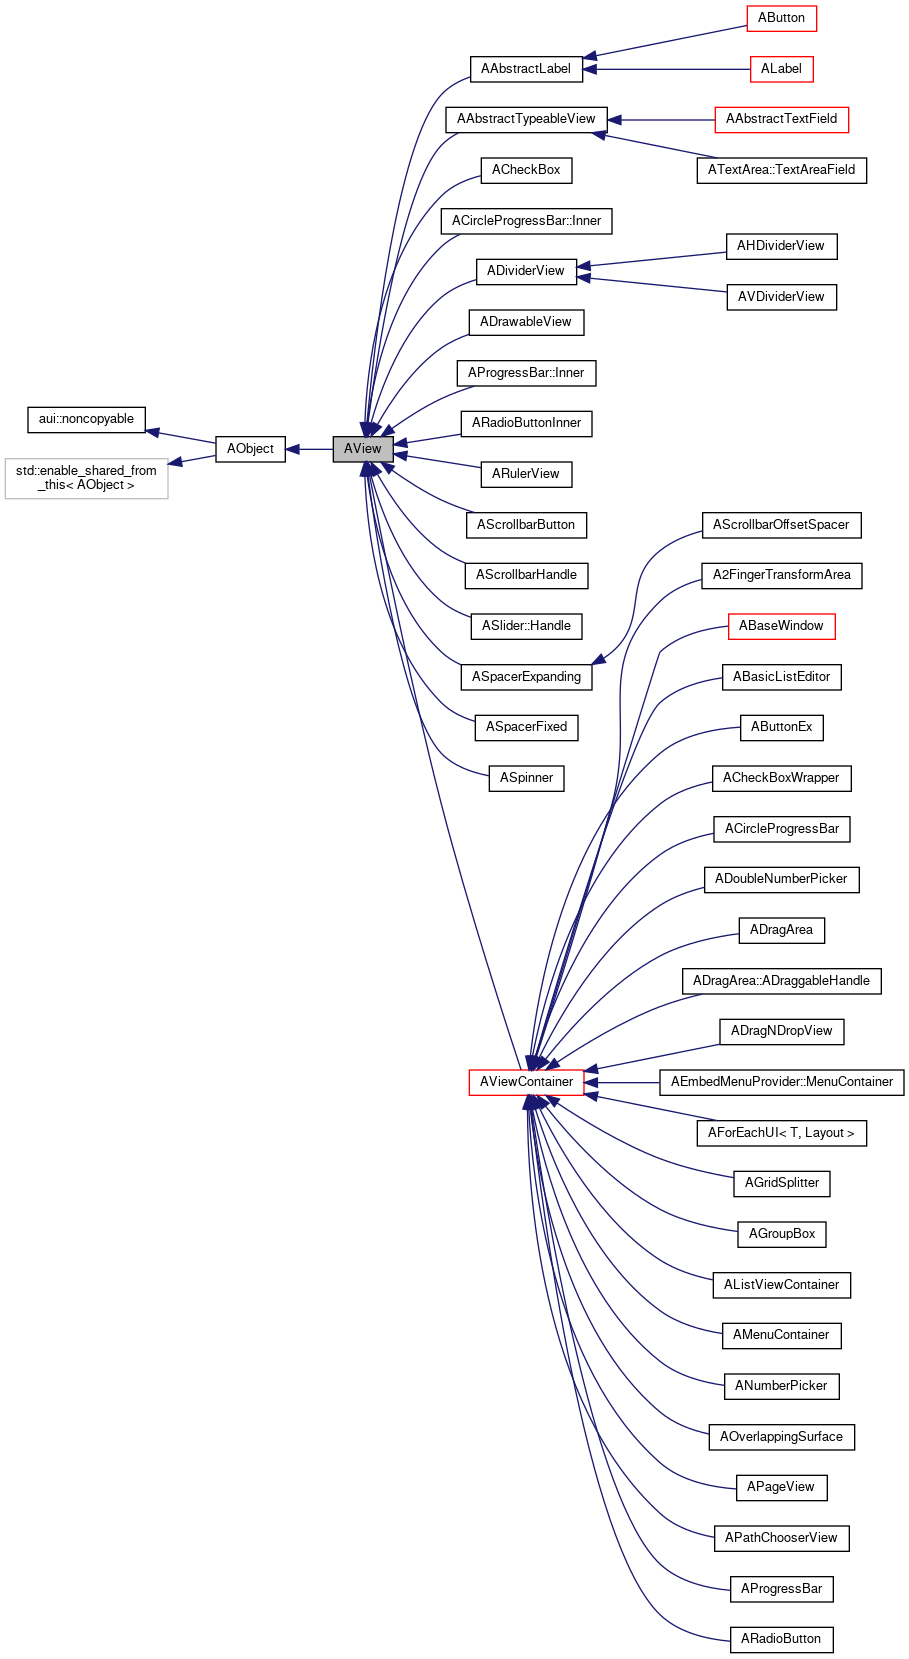 AButton
AAbstractLabel
ALabel
AAbstractTypeableView
AAbstractTextField
ATextArea::TextAreaField
ACheckBox
ACircleProgressBar::Inner
AHDividerView
ADividerView
AVDividerView
ADrawableView
AProgressBar::Inner
aui::noncopyable
ARadioButtonInner
AObject
AView
std::enable_shared_from
_this< AObject >
ARulerView
AScrollbarButton
AScrollbarOffsetSpacer
AScrollbarHandle
A2FingerTransformArea
ASlider::Handle
ABaseWindow
ASpacerExpanding
ABasicListEditor
ASpacerFixed
AButtonEx
ASpinner
ACheckBoxWrapper
ACircleProgressBar
ADoubleNumberPicker
ADragArea
ADragArea::ADraggableHandle
ADragNDropView
AViewContainer
AEmbedMenuProvider::MenuContainer
AForEachUI< T, Layout >
AGridSplitter
AGroupBox
AListViewContainer
AMenuContainer
ANumberPicker
AOverlappingSurface
APageView
APathChooserView
AProgressBar
ARadioButton